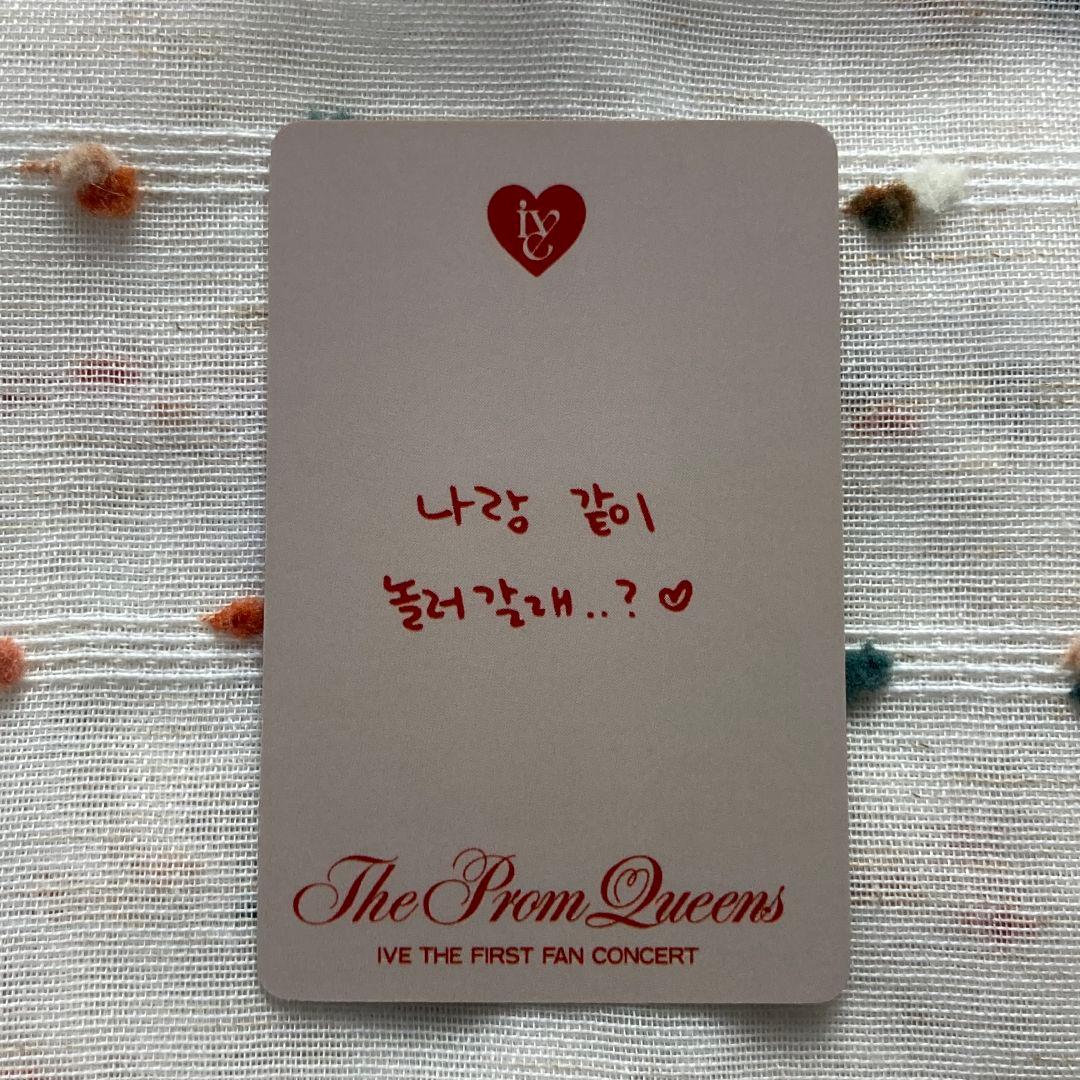 ive
나랑 같이
놀러갈래..? ♡
The Prom Queens
IVE THE FIRST FAN CONCERT